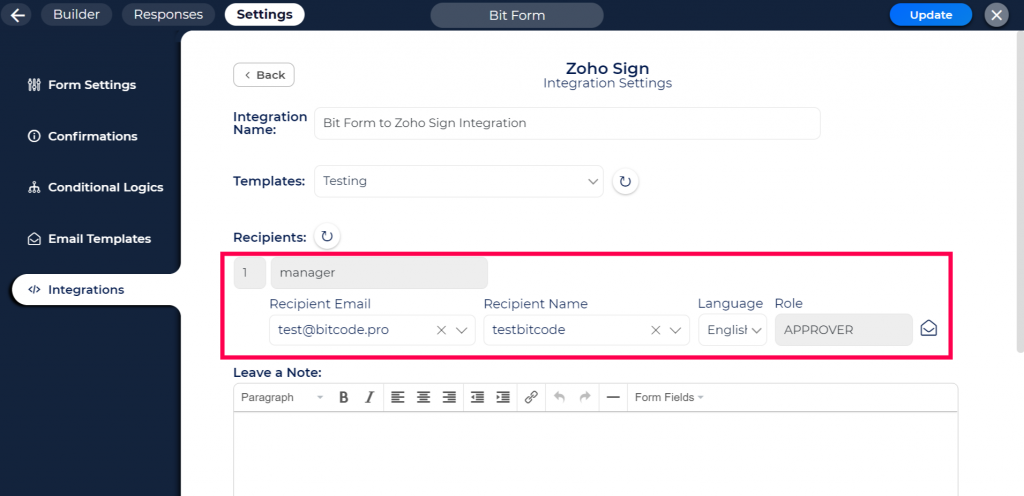 Builder Responses Settings Bit Form Update
Form Settings
Confirmations
Conditional Logics
Email Templates
Integrations
Back
Zoho Sign
Integration Settings
Integration
Name:
Bit Form to Zoho Sign Integration
Templates: Testing
Recipients:
1 manager
Recipient Email Recipient Name Language Role
test@bitcode.pro testbitcode English APPROVER
Leave a Note:
Paragraph B I Form Fields